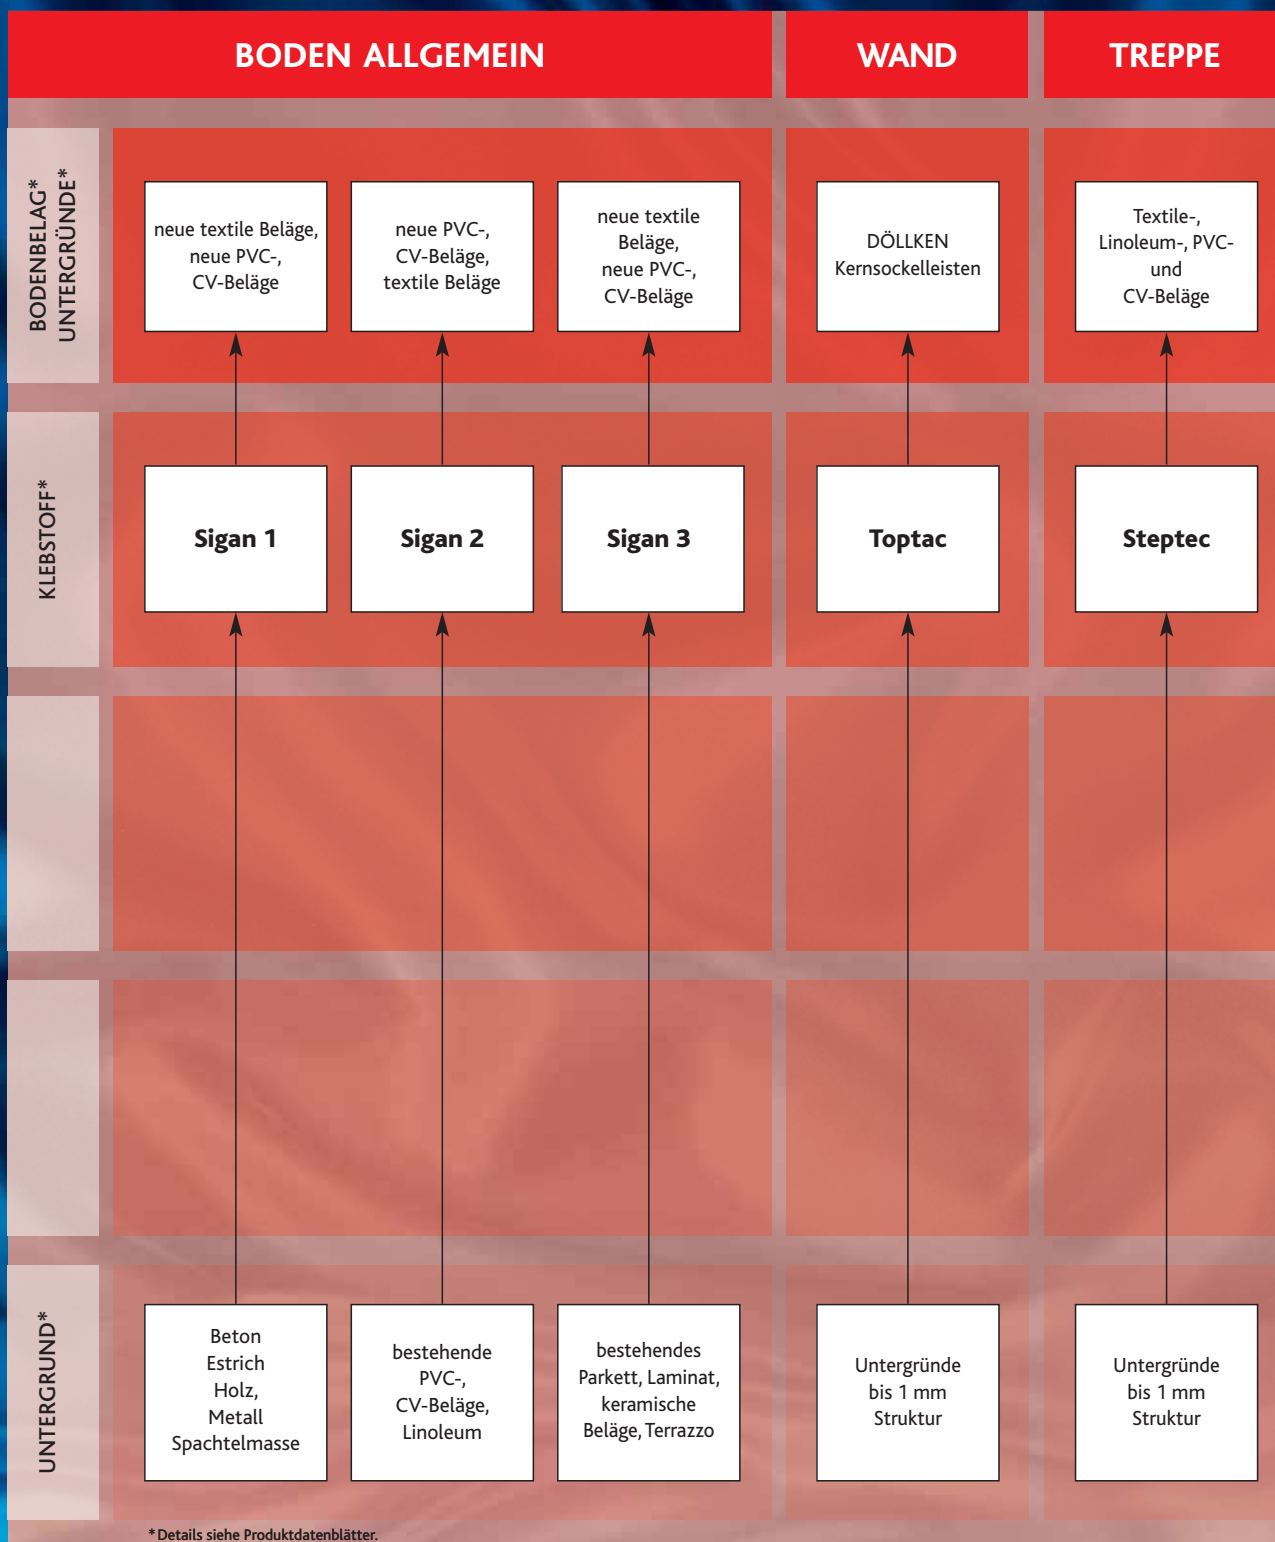 BODEN ALLGEMEIN
WAND
TREPPE
BODENBELAG*
UNTERGRÜNDE*
neue textile Beläge,
neue PVC-,
CV-Beläge
neue PVC-,
CV-Beläge,
textile Beläge
neue textile
Beläge,
neue PVC-,
CV-Beläge
DÖLLKEN
Kernsockelleisten
Textile-,
Linoleum-, PVC-
und
CV-Beläge
KLEBSTOFF*
Sigan 1
Sigan 2
Sigan 3
Toptac
Steptec
UNTERGRUND*
Beton
Estrich
Holz,
Metall
Spachtelmasse
bestehende
PVC-,
CV-Beläge,
Linoleum
bestehendes
Parkett, Laminat,
keramische
Beläge, Terrazzo
Untergründe
bis 1 mm
Struktur
Untergründe
bis 1 mm
Struktur
* Details siehe Produktdatenblätter.